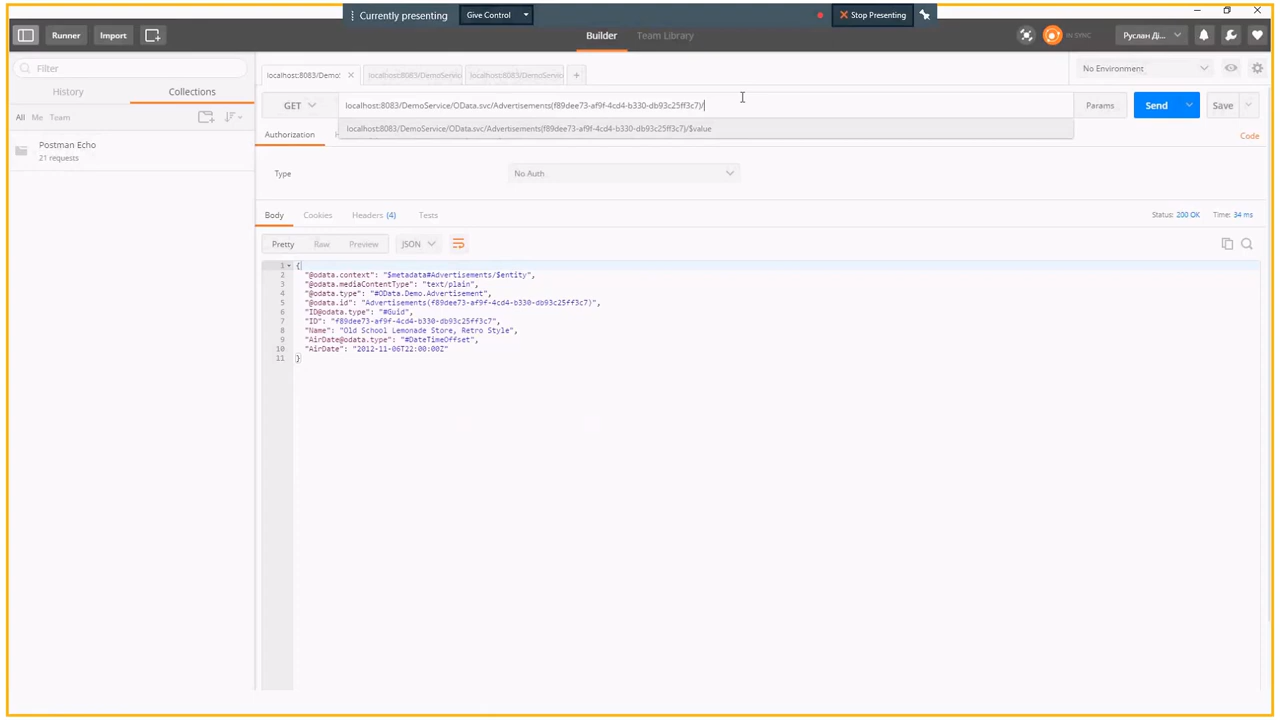 Currently presenting
Give Control
Stop Presenting
Runner
Import
Builder
Team Library
IN SYNC
Руслан Ді...
Filter
History
Collections
All Me Team
Postman Echo
21 requests
localhost:8083/Demo:
localhost:8083/DemoServic
localhost:8083/DemoServic
+
No Environment
GET
localhost:8083/DemoService/OData.svc/Advertisements(f89dee73-af9f-4cd4-b330-db93c25ff3c7)/
Params
Send
Save
localhost:8083/DemoService/OData.svc/Advertisements(f89dee73-af9f-4cd4-b330-db93c25ff3c7)/$value
Authorization
Code
Type
No Auth
Body
Cookies
Headers (4)
Tests
Status: 200 OK
Time: 34 ms
Pretty
Raw
Preview
JSON
1 {
2 "@odata.context": "$metadata#Advertisements/$entity",
3 "@odata.mediaContentType": "text/plain",
4 "@odata.type": "#OData.Demo.Advertisement",
5 "@odata.id": "Advertisements(f89dee73-af9f-4cd4-b330-db93c25ff3c7)",
6 "ID@odata.type": "#Guid",
7 "ID": "f89dee73-af9f-4cd4-b330-db93c25ff3c7",
8 "Name": "Old School Lemonade Store, Retro Style",
9 "AirDate@odata.type": "#DateTimeOffset",
10 "AirDate": "2012-11-06T22:00:00Z"
11 }